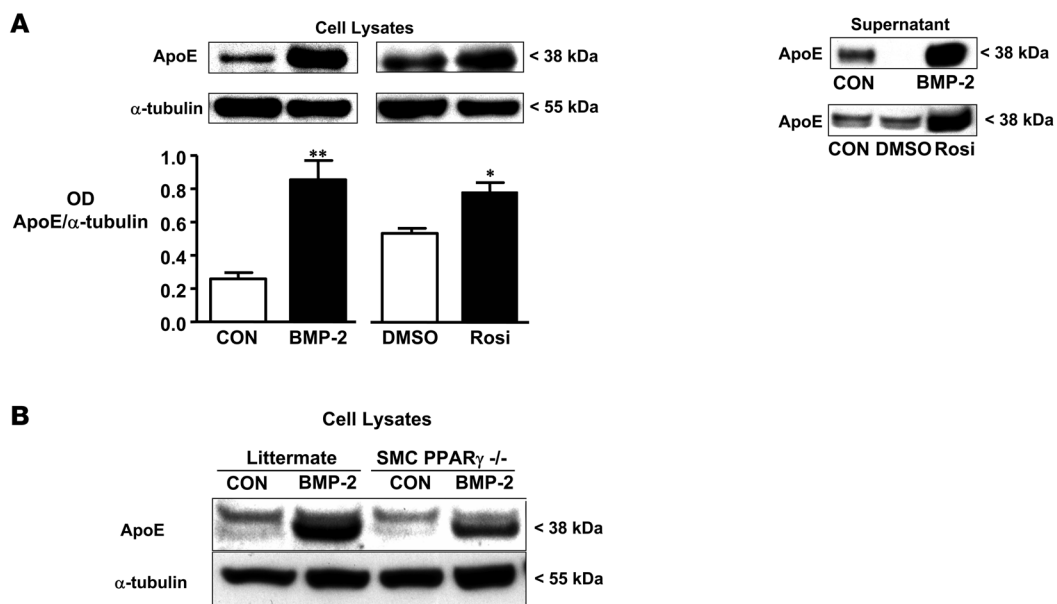 A
Cell Lysates
ApoE < 38 kDa
α-tubulin < 55 kDa
OD
ApoE/α-tubulin
1.0
0.8
0.6
0.4
0.2
0.0
** *
CON BMP-2 DMSO Rosi
Supernatant
ApoE < 38 kDa
CON BMP-2
ApoE < 38 kDa
CON DMSO Rosi
B
Cell Lysates
Littermate SMC PPARγ -/-
CON BMP-2 CON BMP-2
ApoE < 38 kDa
α-tubulin < 55 kDa